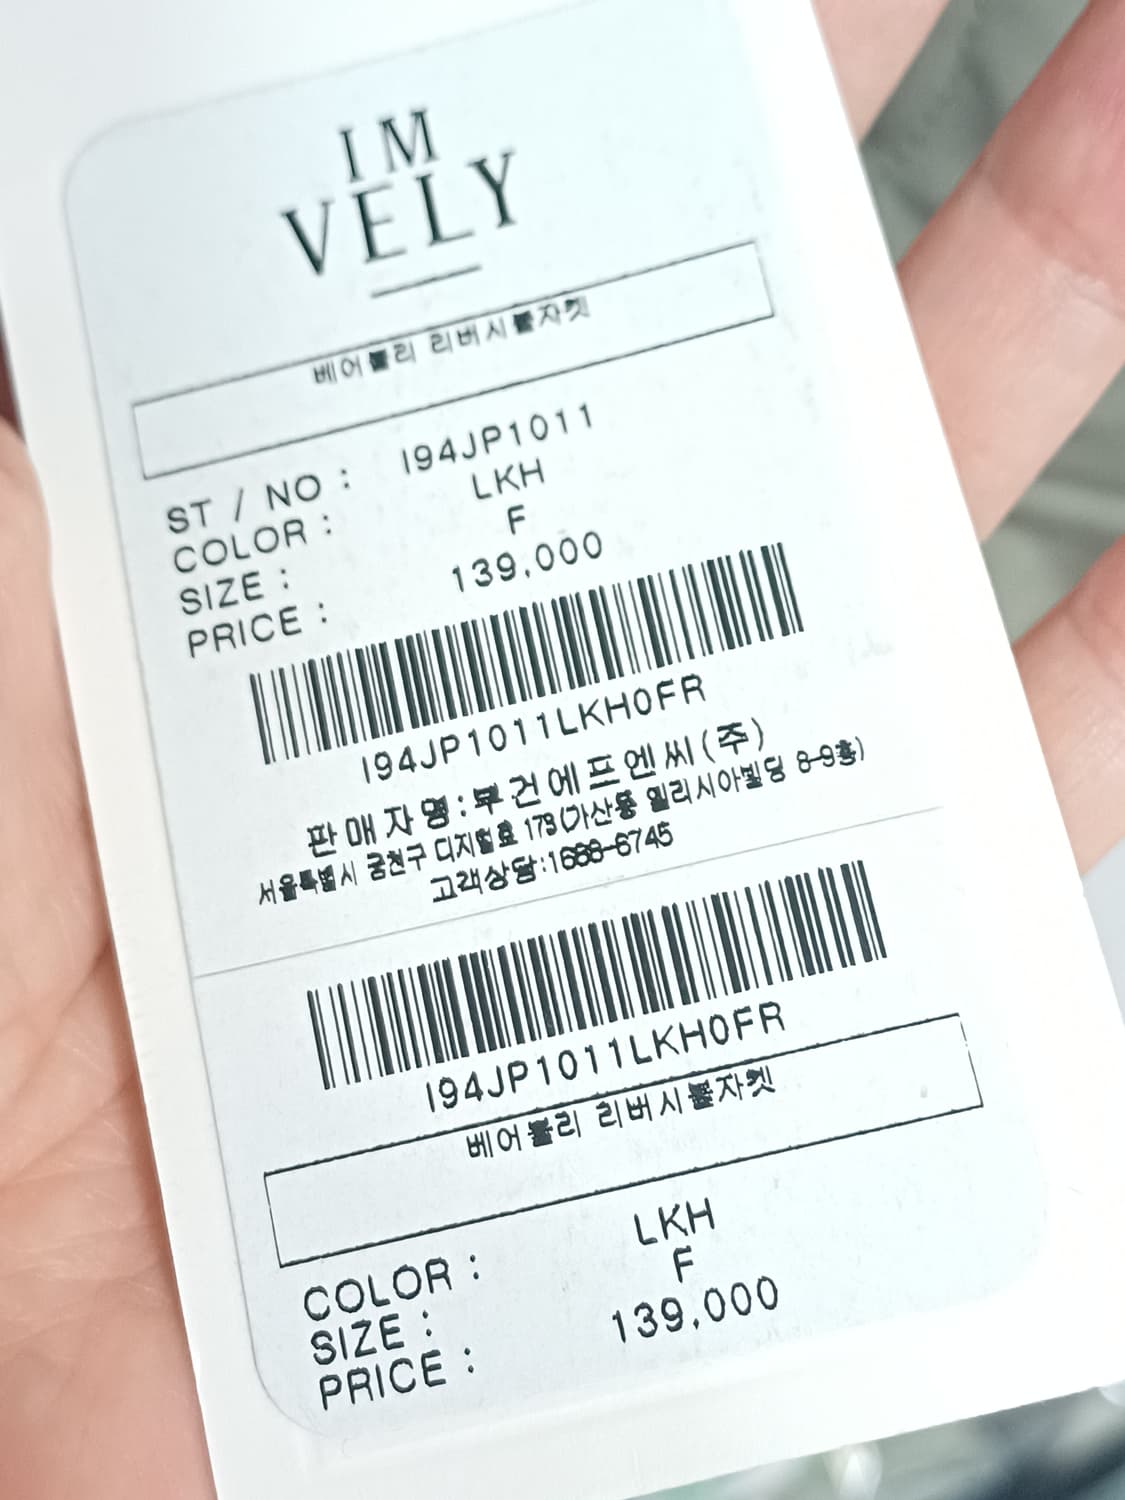 IM
VELY
베어블리 리버시블자켓
ST / NO : I94JP1011
COLOR : LKH
SIZE : F
PRICE : 139,000
I94JP1011LKH0FR
판매자명:부건에프엔씨(주)
서울특별시 금천구 디지털로 178(가산동 엘리시아빌딩 8-9층)
고객상담:1688-6745
I94JP1011LKH0FR
베어블리 리버시블자켓
COLOR : LKH
SIZE : F
PRICE : 139,000